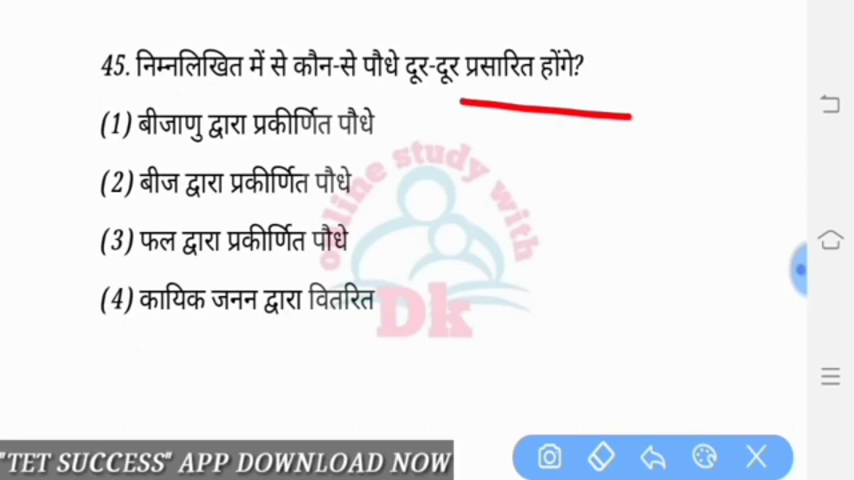 45. निम्नलिखित में से कौन-से पौधे दूर-दूर प्रसारित होंगे?
(1) बीजाणु द्वारा प्रकीर्णित पौधे
(2) बीज द्वारा प्रकीर्णित पौधे
(3) फल द्वारा प्रकीर्णित पौधे
(4) कायिक जनन द्वारा वितरित
online study with
Dk
"TET SUCCESS" APP DOWNLOAD NOW